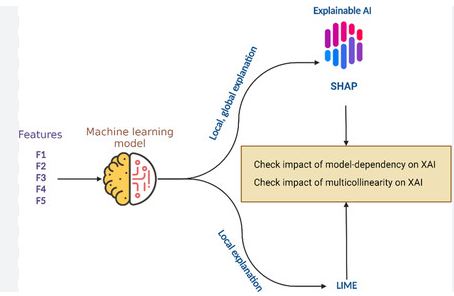 Explainable AI
SHAP
Local, global explanation
Features
F1
F2
F3
F4
F5
Machine learning
model
Check impact of model-dependency on XAI
Check impact of multicollinearity on XAI
Local explanation
LIME